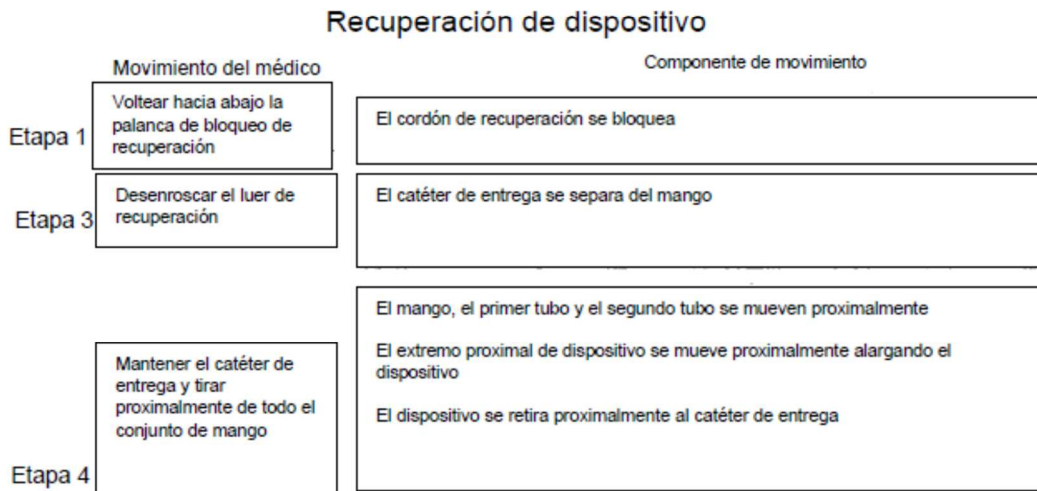 Recuperación de dispositivo
Movimiento del médico
Componente de movimiento
Etapa 1
Voltear hacia abajo la
palanca de bloqueo de
recuperación
El cordón de recuperación se bloquea
Etapa 3
Desenroscar el luer de
recuperación
El catéter de entrega se separa del mango
Etapa 4
Mantener el catéter de
entrega y tirar
proximalmente de todo el
conjunto de mango
El mango, el primer tubo y el segundo tubo se mueven proximalmente
El extremo proximal de dispositivo se mueve proximalmente alargando el
dispositivo
El dispositivo se retira proximalmente al catéter de entrega